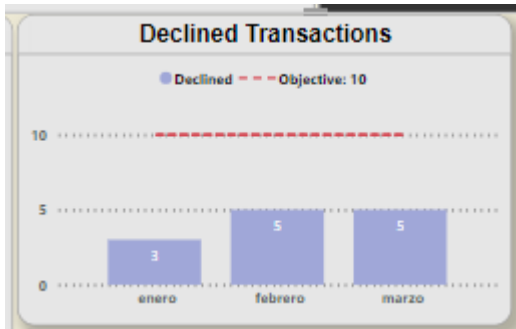 Declined Transactions
Declined Objective: 10
10
5
0
3 5 5
enero febrero marzo